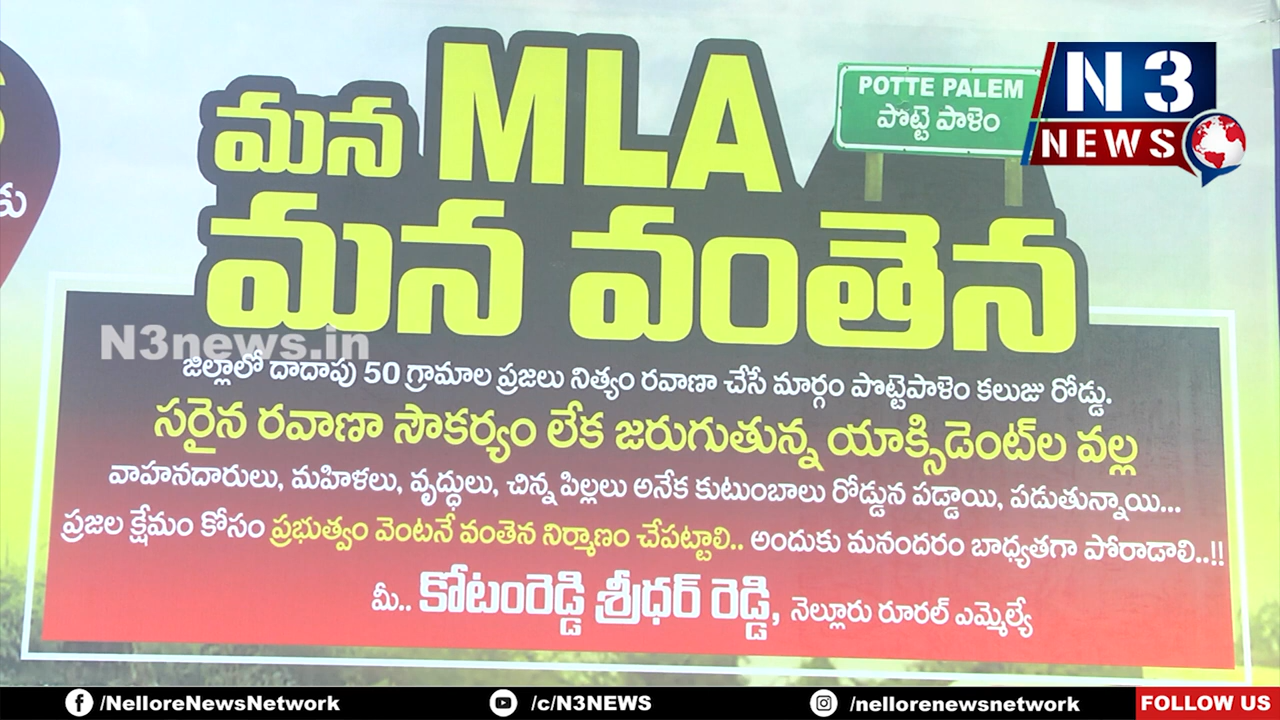 మన MLA
POTTE PALEM
పొట్టె పాళెం
N 3
NEWS
మన వంతెన
N3news.in
జిల్లాలో దాదాపు 50 గ్రామాల ప్రజలు నిత్యం రవాణా చేసే మార్గం పొట్టెపాళెం కలుజు రోడ్డు.
సరైన రవాణా సౌకర్యం లేక జరుగుతున్న యాక్సిడెంట్‌ల వల్ల
వాహనదారులు, మహిళలు, వృద్ధులు, చిన్న పిల్లలు అనేక కుటుంబాలు రోడ్డున పడ్డాయి, పడుతున్నాయి...
ప్రజల క్షేమం కోసం ప్రభుత్వం వెంటనే వంతెన నిర్మాణం చేపట్టాలి.. అందుకు మనందరం బాధ్యతగా పోరాడాలి..!!
మీ.. కోటంరెడ్డి శ్రీధర్ రెడ్డి, నెల్లూరు రూరల్ ఎమ్మెల్యే
/NelloreNewsNetwork
/c/N3NEWS
/nellorenewsnetwork
FOLLOW US